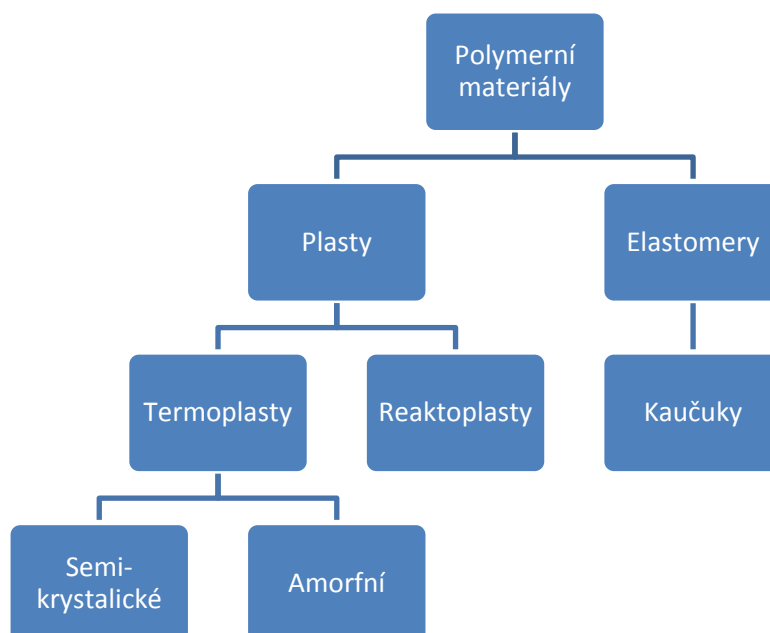 Polymerní
materiály
Plasty
Elastomery
Termoplasty
Reaktoplasty
Kaučuky
Semi-
krystalické
Amorfní